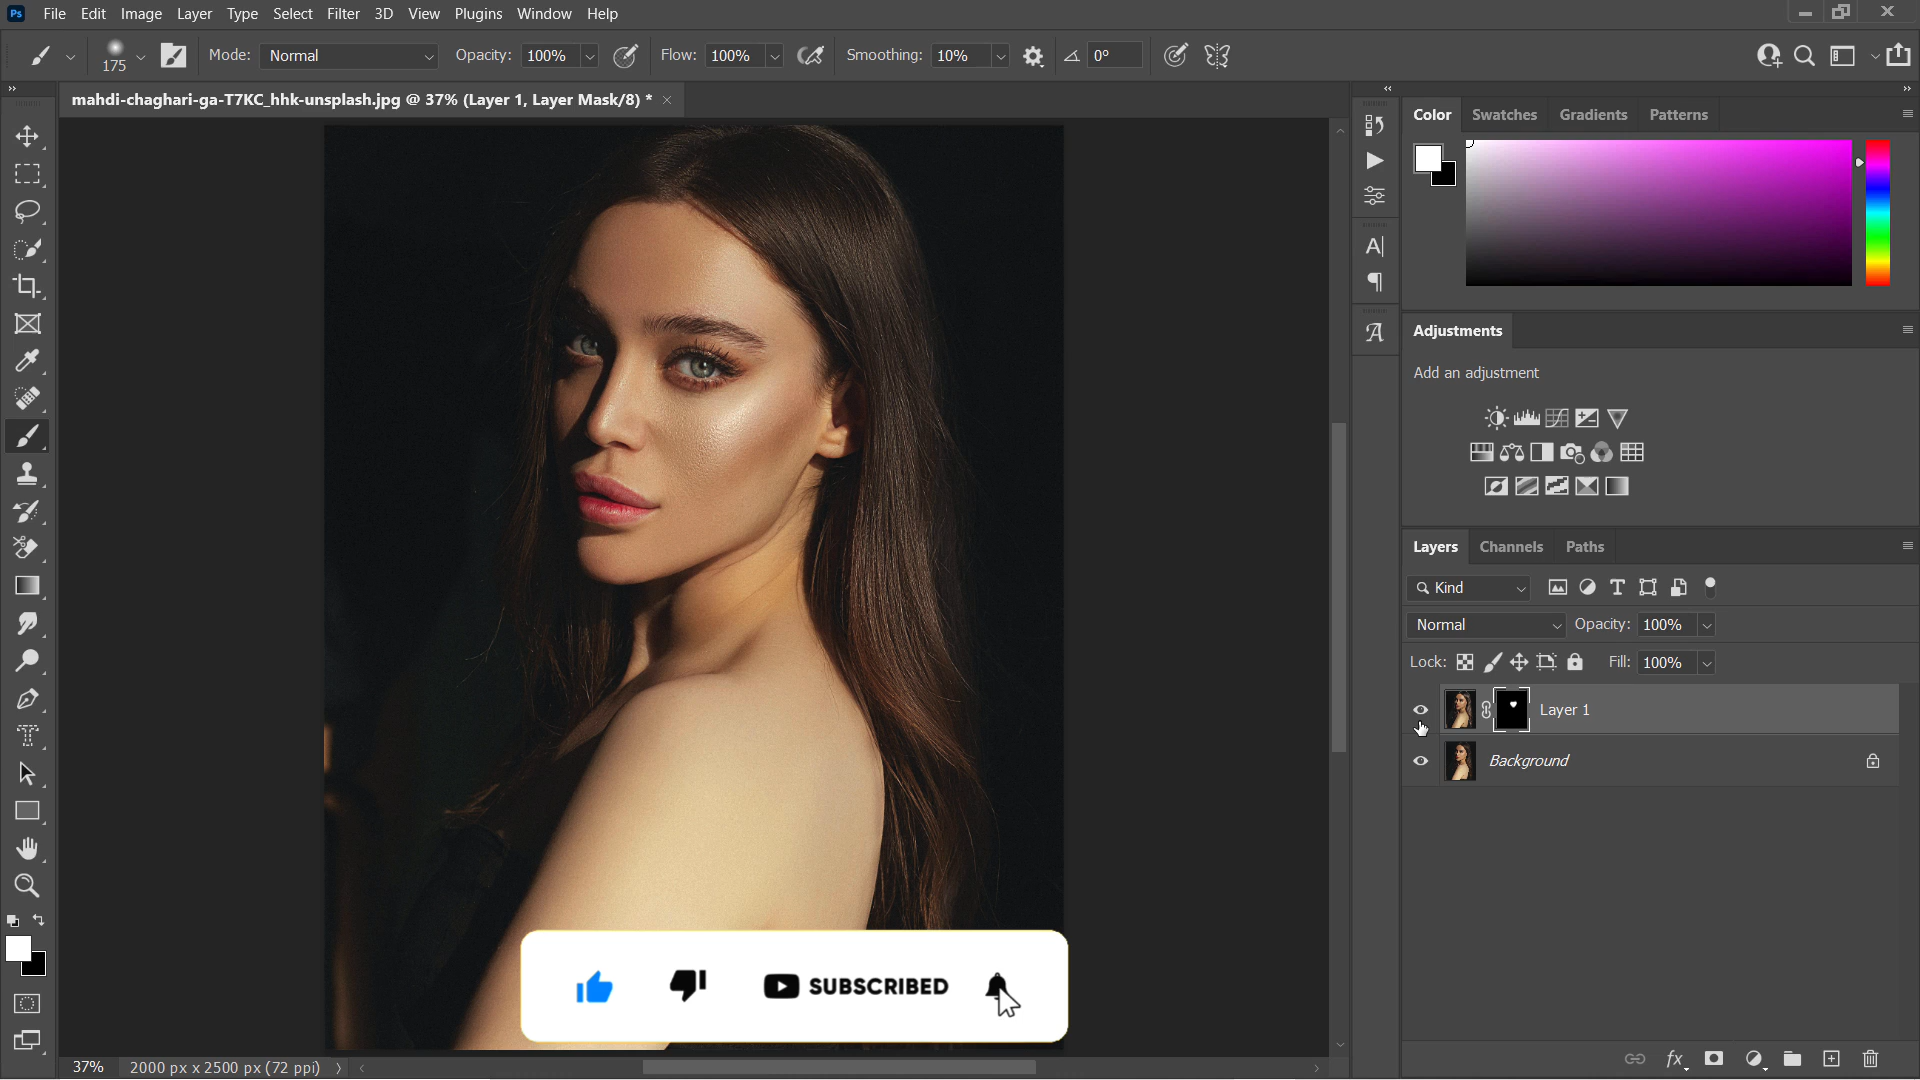 Ps File Edit Image Layer Type Select Filter 3D View Plugins Window Help
175 Mode: Normal Opacity: 100% Flow: 100% Smoothing: 10% 0°
mahdi-chaghari-ga-T7KC_hhk-unsplash.jpg @ 37% (Layer 1, Layer Mask/8) *
Color Swatches Gradients Patterns
Adjustments
Add an adjustment
Layers Channels Paths
Kind
Normal Opacity: 100%
Lock: Fill: 100%
Layer 1
Background
SUBSCRIBED
37% 2000 px x 2500 px (72 ppi)